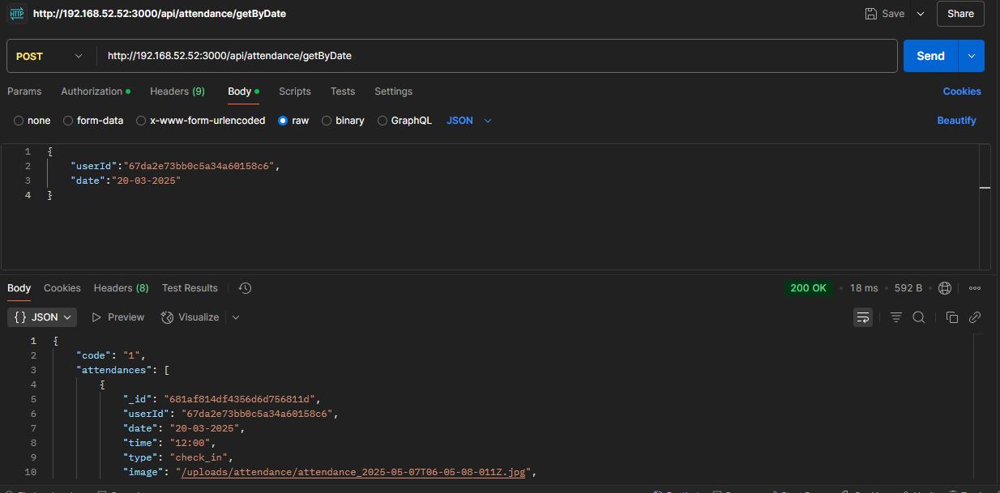 HTTP http://192.168.52.52:3000/api/attendance/getByDate Save Share
POST http://192.168.52.52:3000/api/attendance/getByDate Send
Params Authorization Headers (9) Body Scripts Tests Settings Cookies
none form-data x-www-form-urlencoded raw binary GraphQL JSON Beautify
1 {
2 "userId":"67da2e73bb0c5a34a60158c6",
3 "date":"20-03-2025"
4 }
Body Cookies Headers (8) Test Results 200 OK • 18 ms • 592 B
{} JSON Preview Visualize
1 {
2 "code": "1",
3 "attendances": [
4 {
5 "_id": "681af814df4356d6d756811d",
6 "userId": "67da2e73bb0c5a34a60158c6",
7 "date": "20-03-2025",
8 "time": "12:00",
9 "type": "check_in",
10 "image": "/uploads/attendance/attendance_2025-05-07T06-05-08-011Z.jpg",